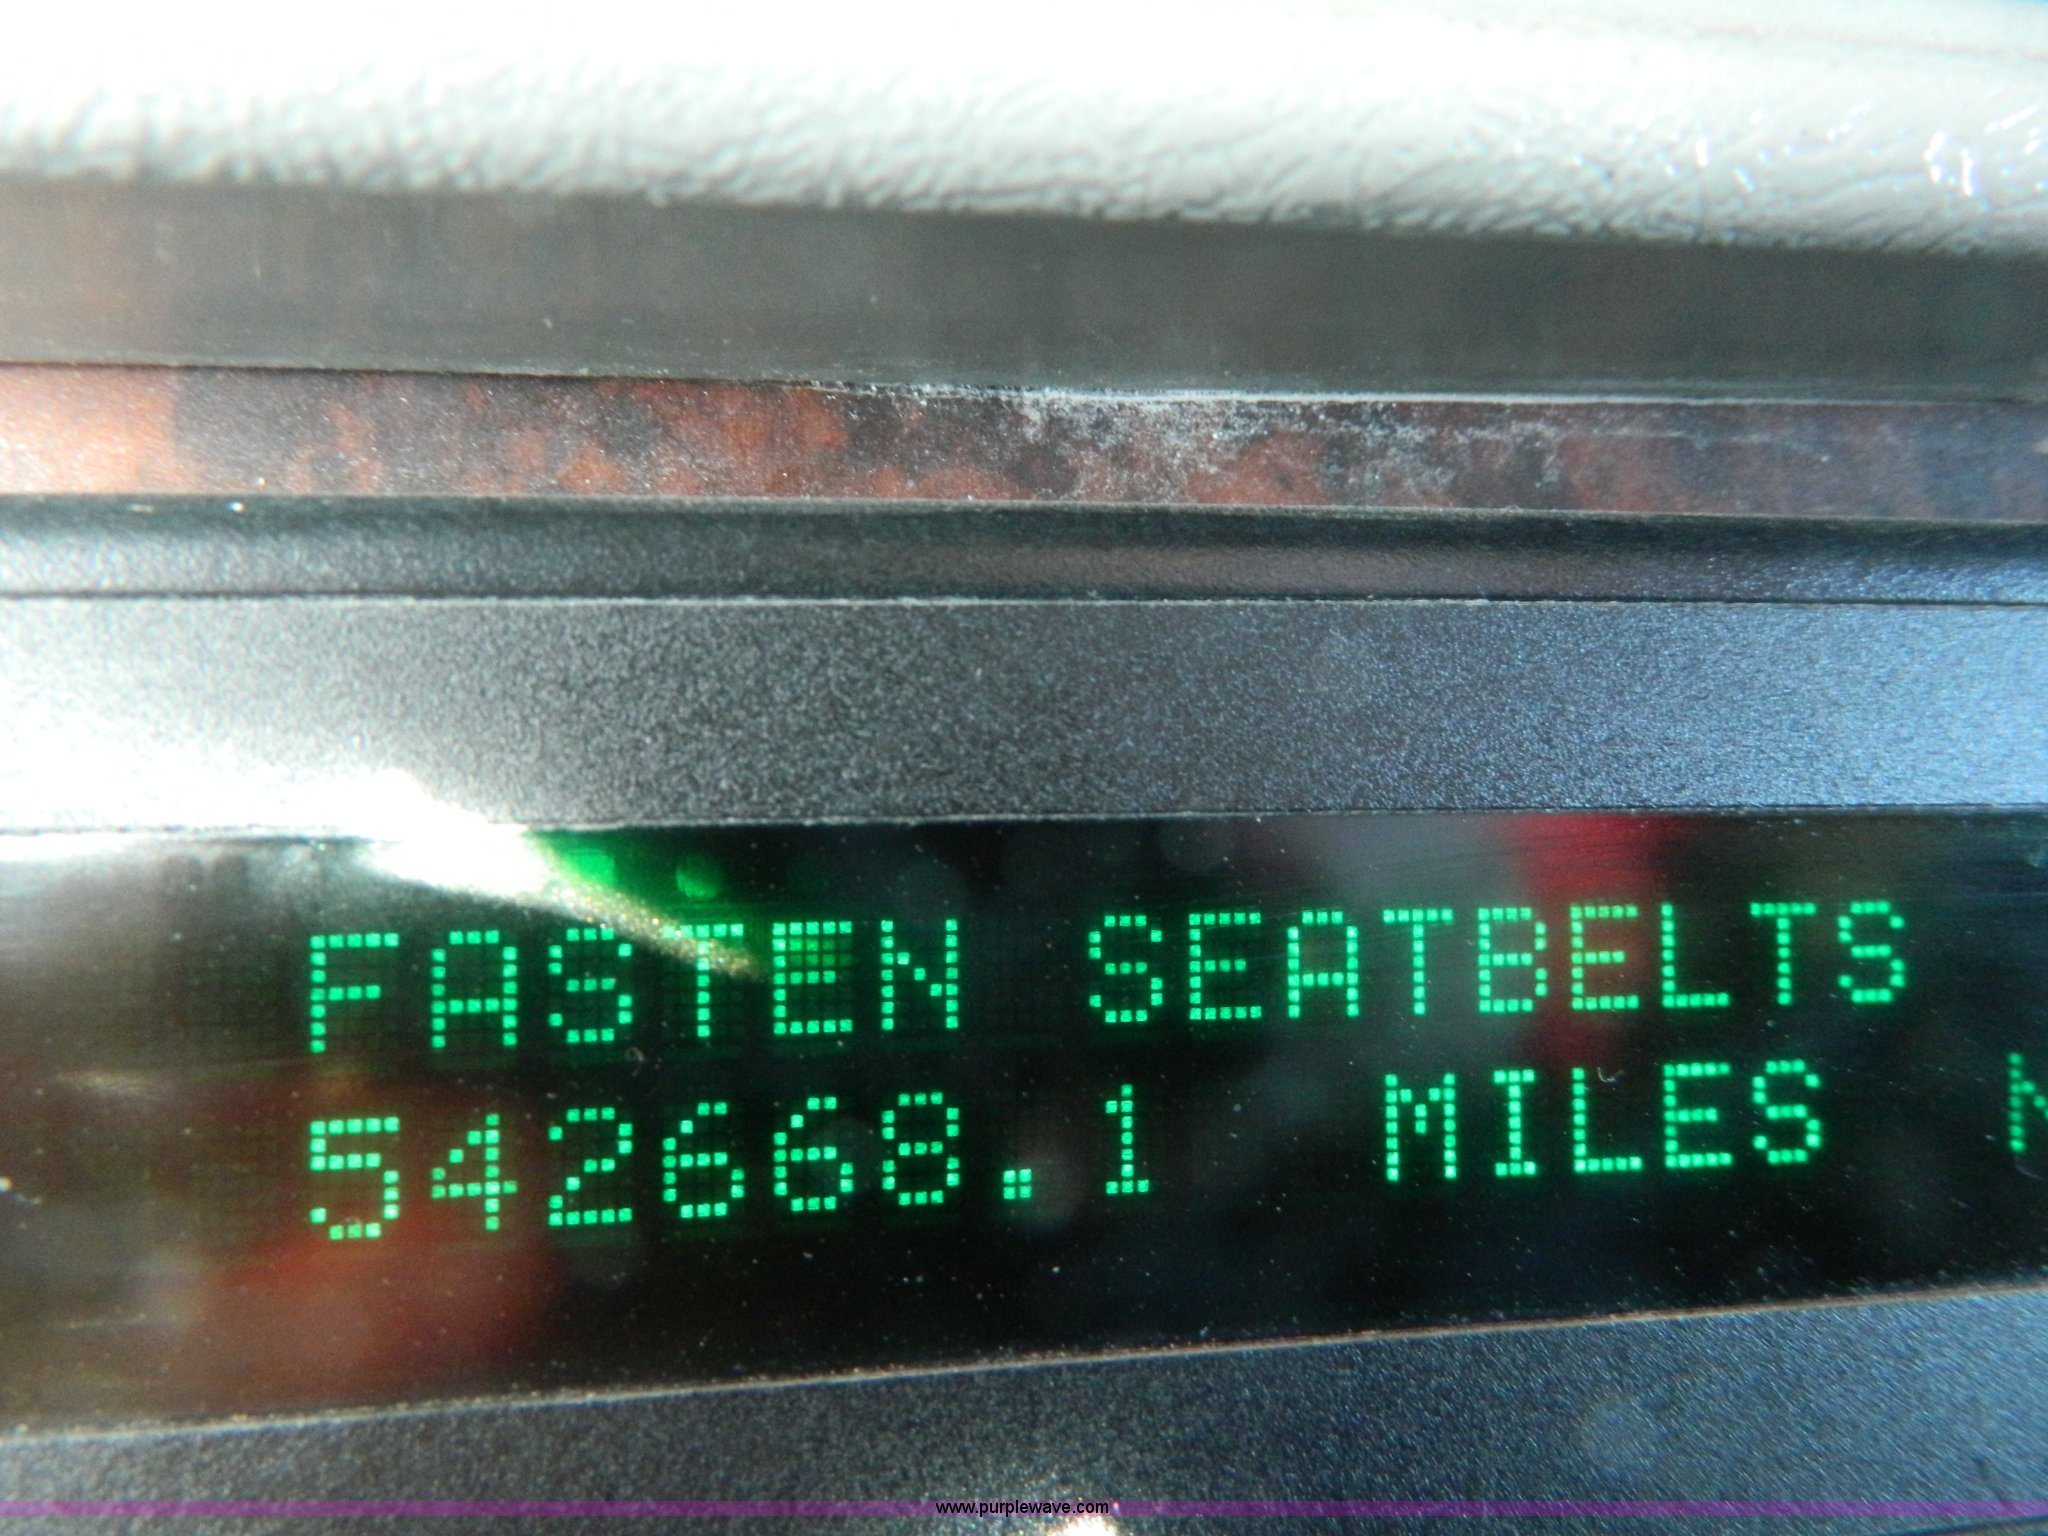 FASTEN SEATBELTS
542668.1 MILES N
www.purplewave.com